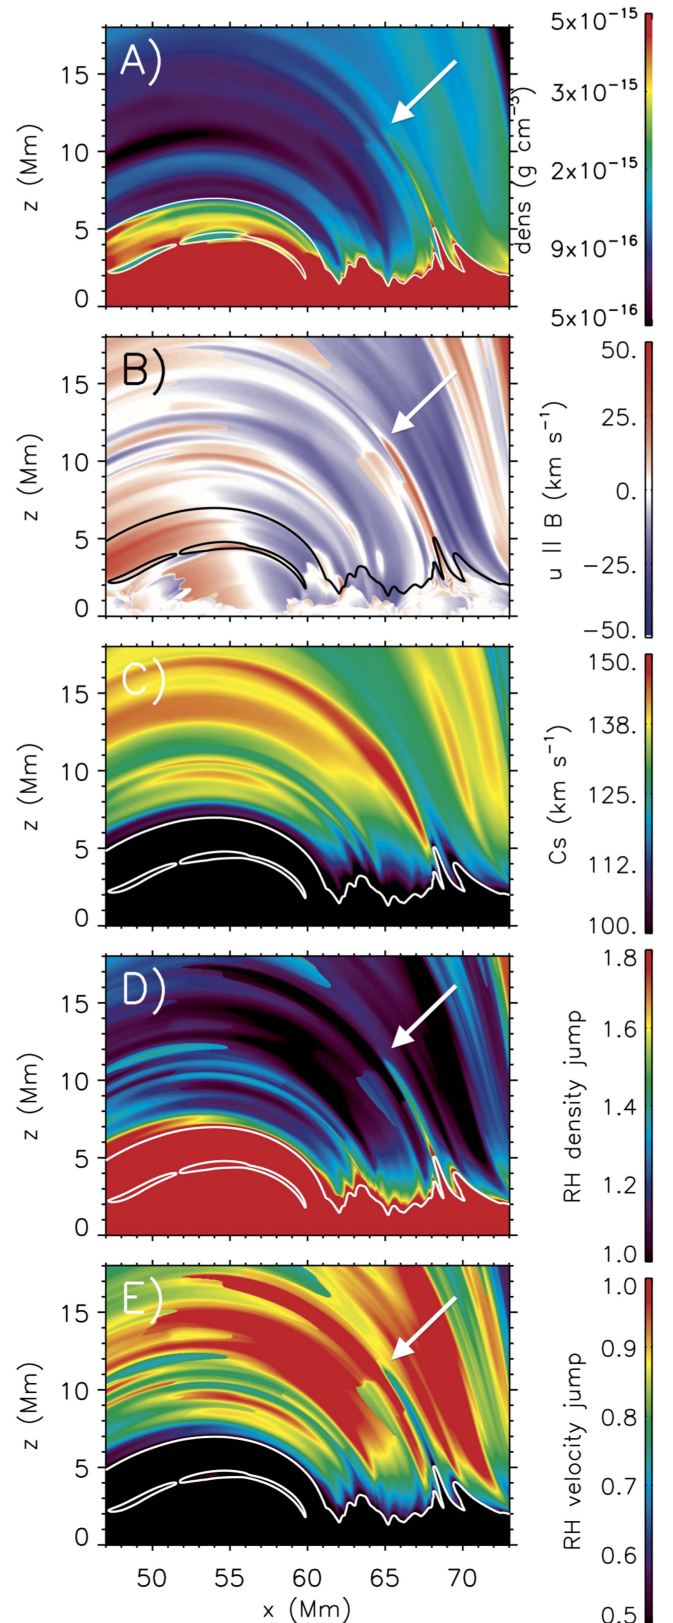 A)
15
10
5
0
z (Mm)
5x10⁻¹⁵
3x10⁻¹⁵
2x10⁻¹⁵
9x10⁻¹⁶
5x10⁻¹⁶
dens (g cm⁻³)
B)
15
10
5
0
z (Mm)
50.
25.
0.
−25.
−50.
u || B (km s⁻¹)
C)
15
10
5
0
z (Mm)
150.
138.
125.
112.
100.
Cs (km s⁻¹)
D)
15
10
5
0
z (Mm)
1.8
1.6
1.4
1.2
1.0
RH density jump
E)
15
10
5
0
z (Mm)
50 55 60 65 70
x (Mm)
1.0
0.9
0.8
0.7
0.6
0.5
RH velocity jump